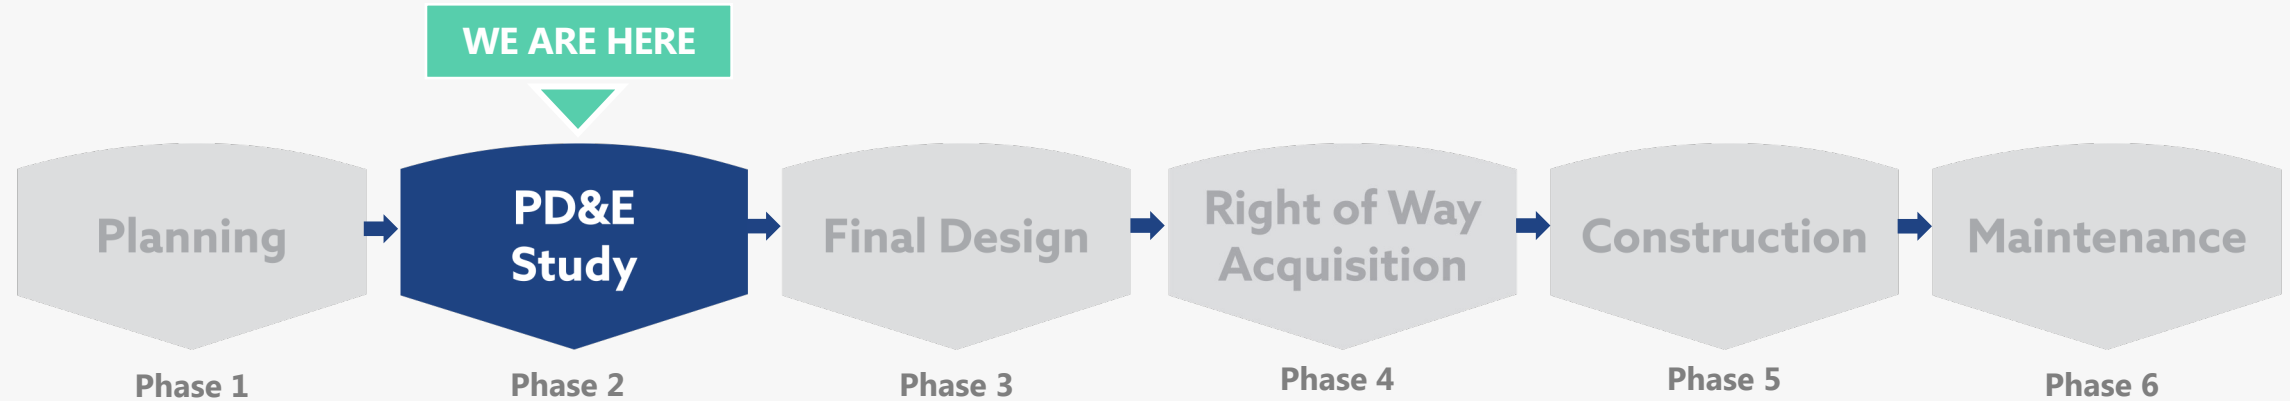 WE ARE HERE
Planning
PD&E
Study
Final Design
Right of Way
Acquisition
Construction
Maintenance
Phase 1
Phase 2
Phase 3
Phase 4
Phase 5
Phase 6